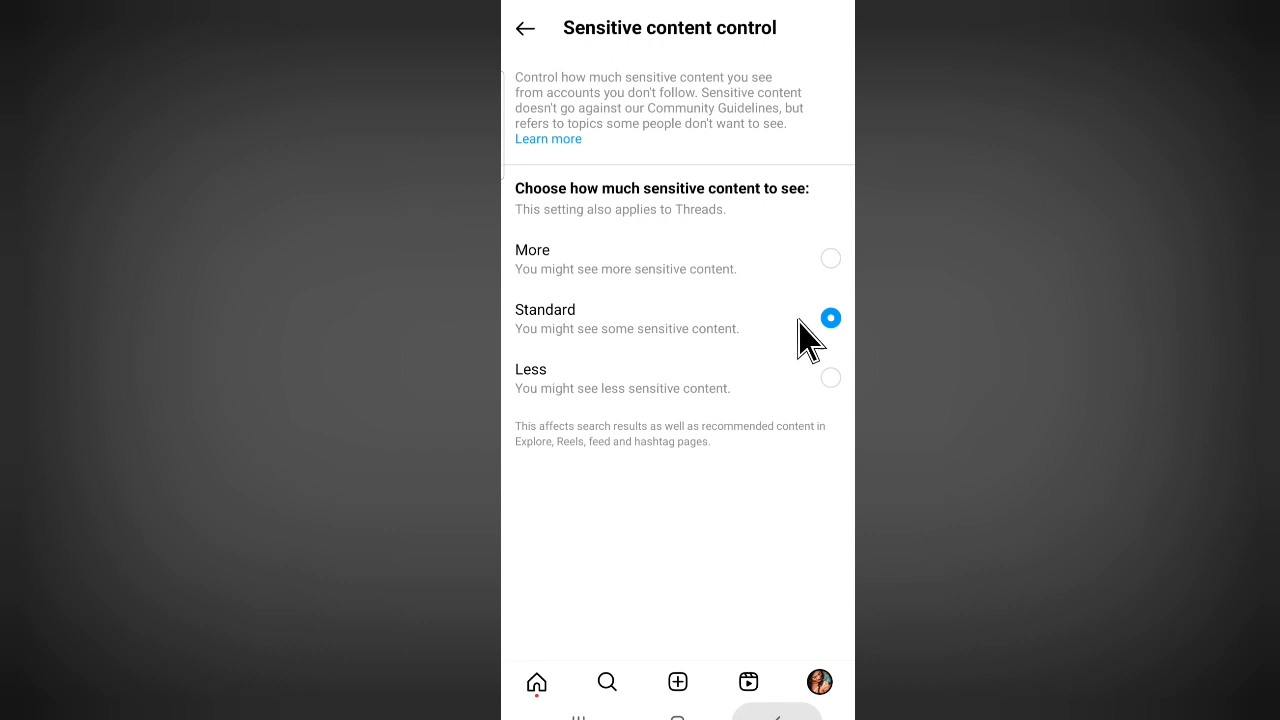 Sensitive content control
Control how much sensitive content you see
from accounts you don't follow. Sensitive content
doesn't go against our Community Guidelines, but
refers to topics some people don't want to see.
Learn more
Choose how much sensitive content to see:
This setting also applies to Threads.
More
You might see more sensitive content.
Standard
You might see some sensitive content.
Less
You might see less sensitive content.
This affects search results as well as recommended content in
Explore, Reels, feed and hashtag pages.